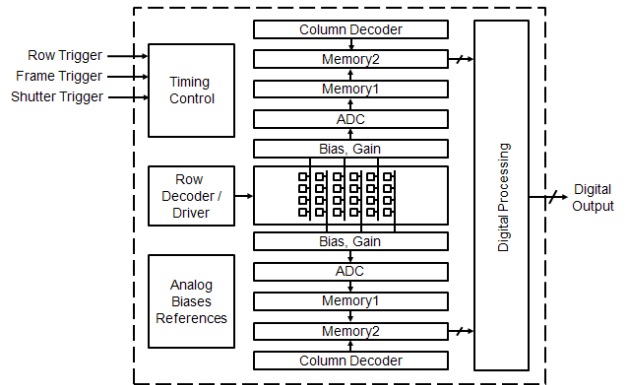 Column Decoder
Row Trigger
Frame Trigger
Shutter Trigger
Timing
Control
Memory2
Memory1
ADC
Bias, Gain
Row
Decoder /
Driver
Digital Processing
Digital
Output
Bias, Gain
Analog
Biases
References
ADC
Memory1
Memory2
Column Decoder